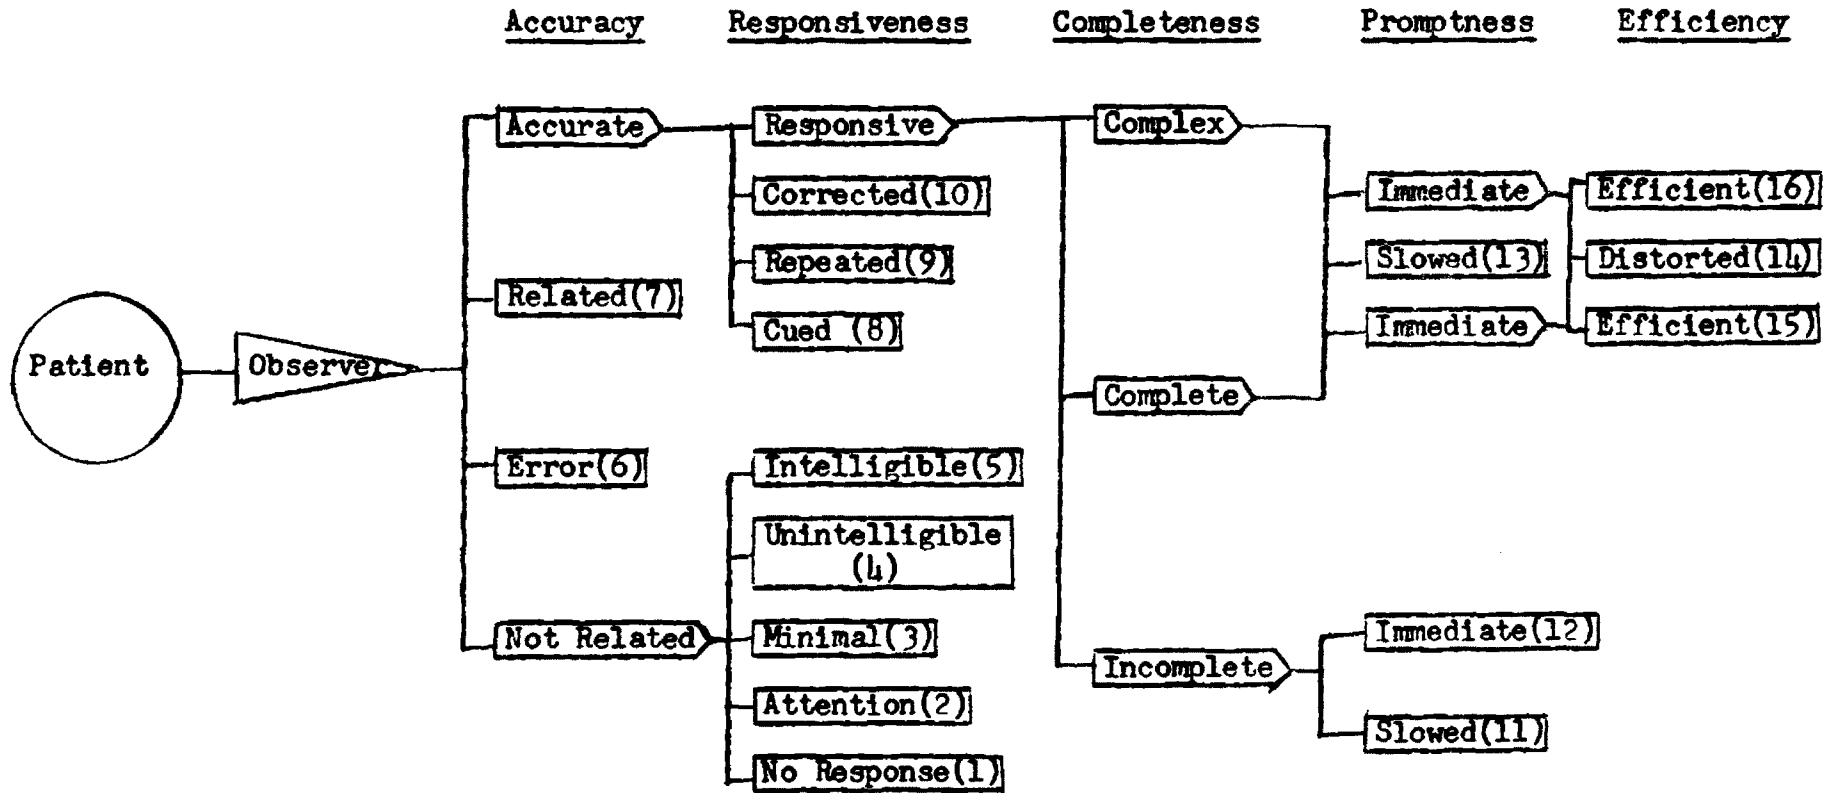 Accuracy Responsiveness Completeness Promptness Efficiency
Accurate
Responsive
Complex
Corrected(10)
Immediate
Efficient(16)
Repeated(9)
Slowed(13)
Distorted(14)
Related(7)
Cued (8)
Immediate
Efficient(15)
Patient
Observer
Complete
Error(6)
Intelligible(5)
Unintelligible
(4)
Not Related
Minimal(3)
Incomplete
Immediate(12)
Attention(2)
Slowed(11)
No Response(1)